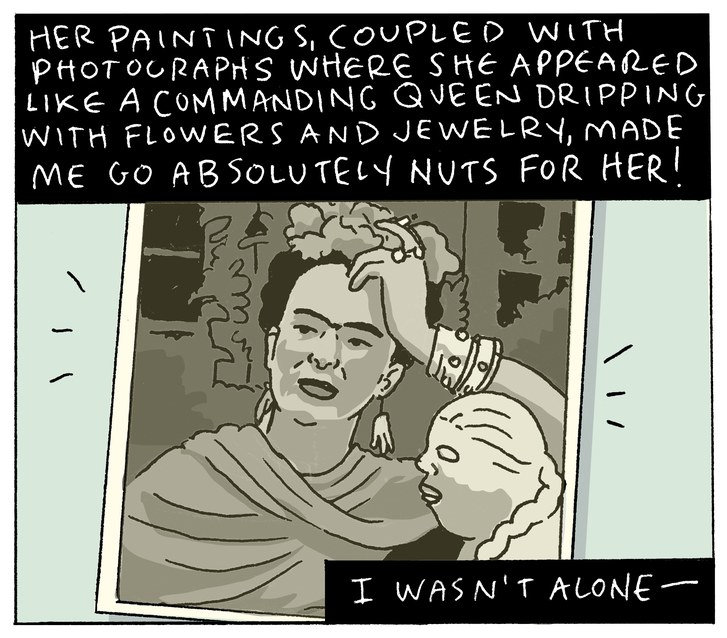 HER PAINTINGS, COUPLED WITH
PHOTOGRAPHS WHERE SHE APPEARED
LIKE A COMMANDING QUEEN DRIPPING
WITH FLOWERS AND JEWELRY, MADE
ME GO ABSOLUTELY NUTS FOR HER!
I WASN'T ALONE—